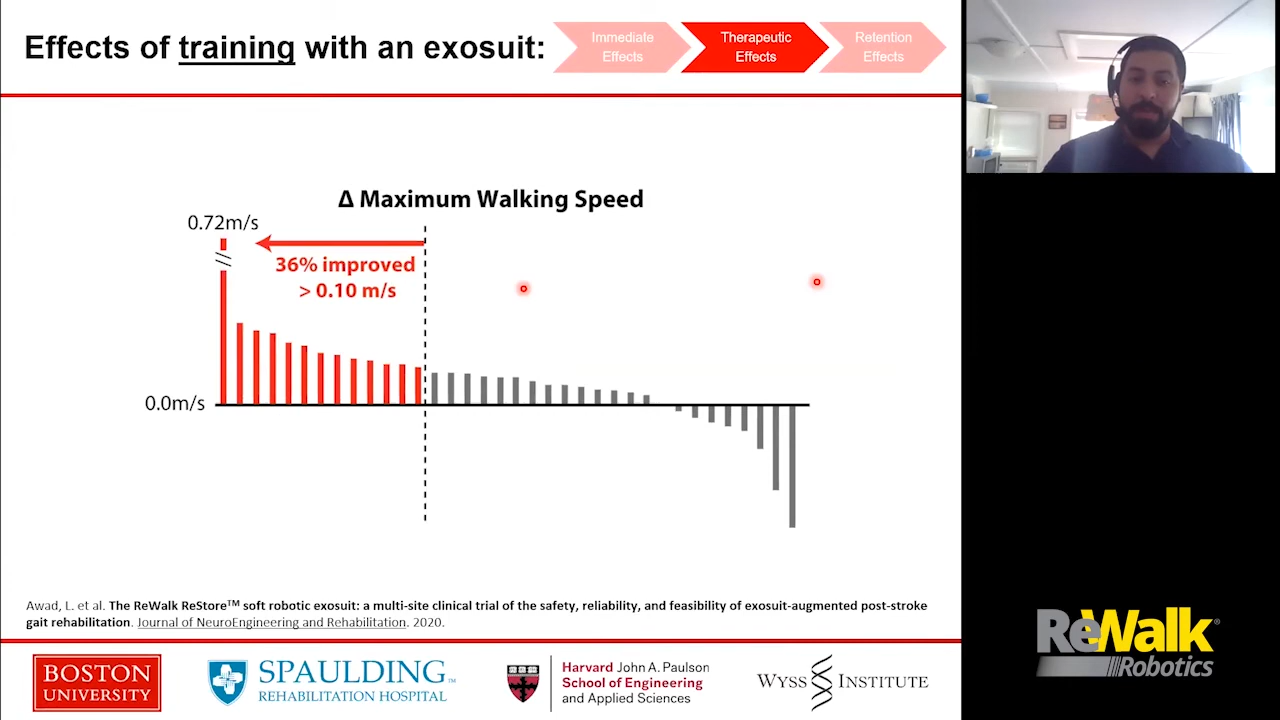 Effects of training with an exosuit:
Immediate
Effects
Therapeutic
Effects
Retention
Effects
Δ Maximum Walking Speed
0.72m/s
36% improved
> 0.10 m/s
0.0m/s
Awad, L. et al. The ReWalk ReStore™ soft robotic exosuit: a multi-site clinical trial of the safety, reliability, and feasibility of exosuit-augmented post-stroke
gait rehabilitation. Journal of NeuroEngineering and Rehabilitation. 2020.
BOSTON
UNIVERSITY
SPAULDING™
REHABILITATION HOSPITAL
Harvard John A. Paulson
School of Engineering
and Applied Sciences
WYSS INSTITUTE
ReWalk®
Robotics